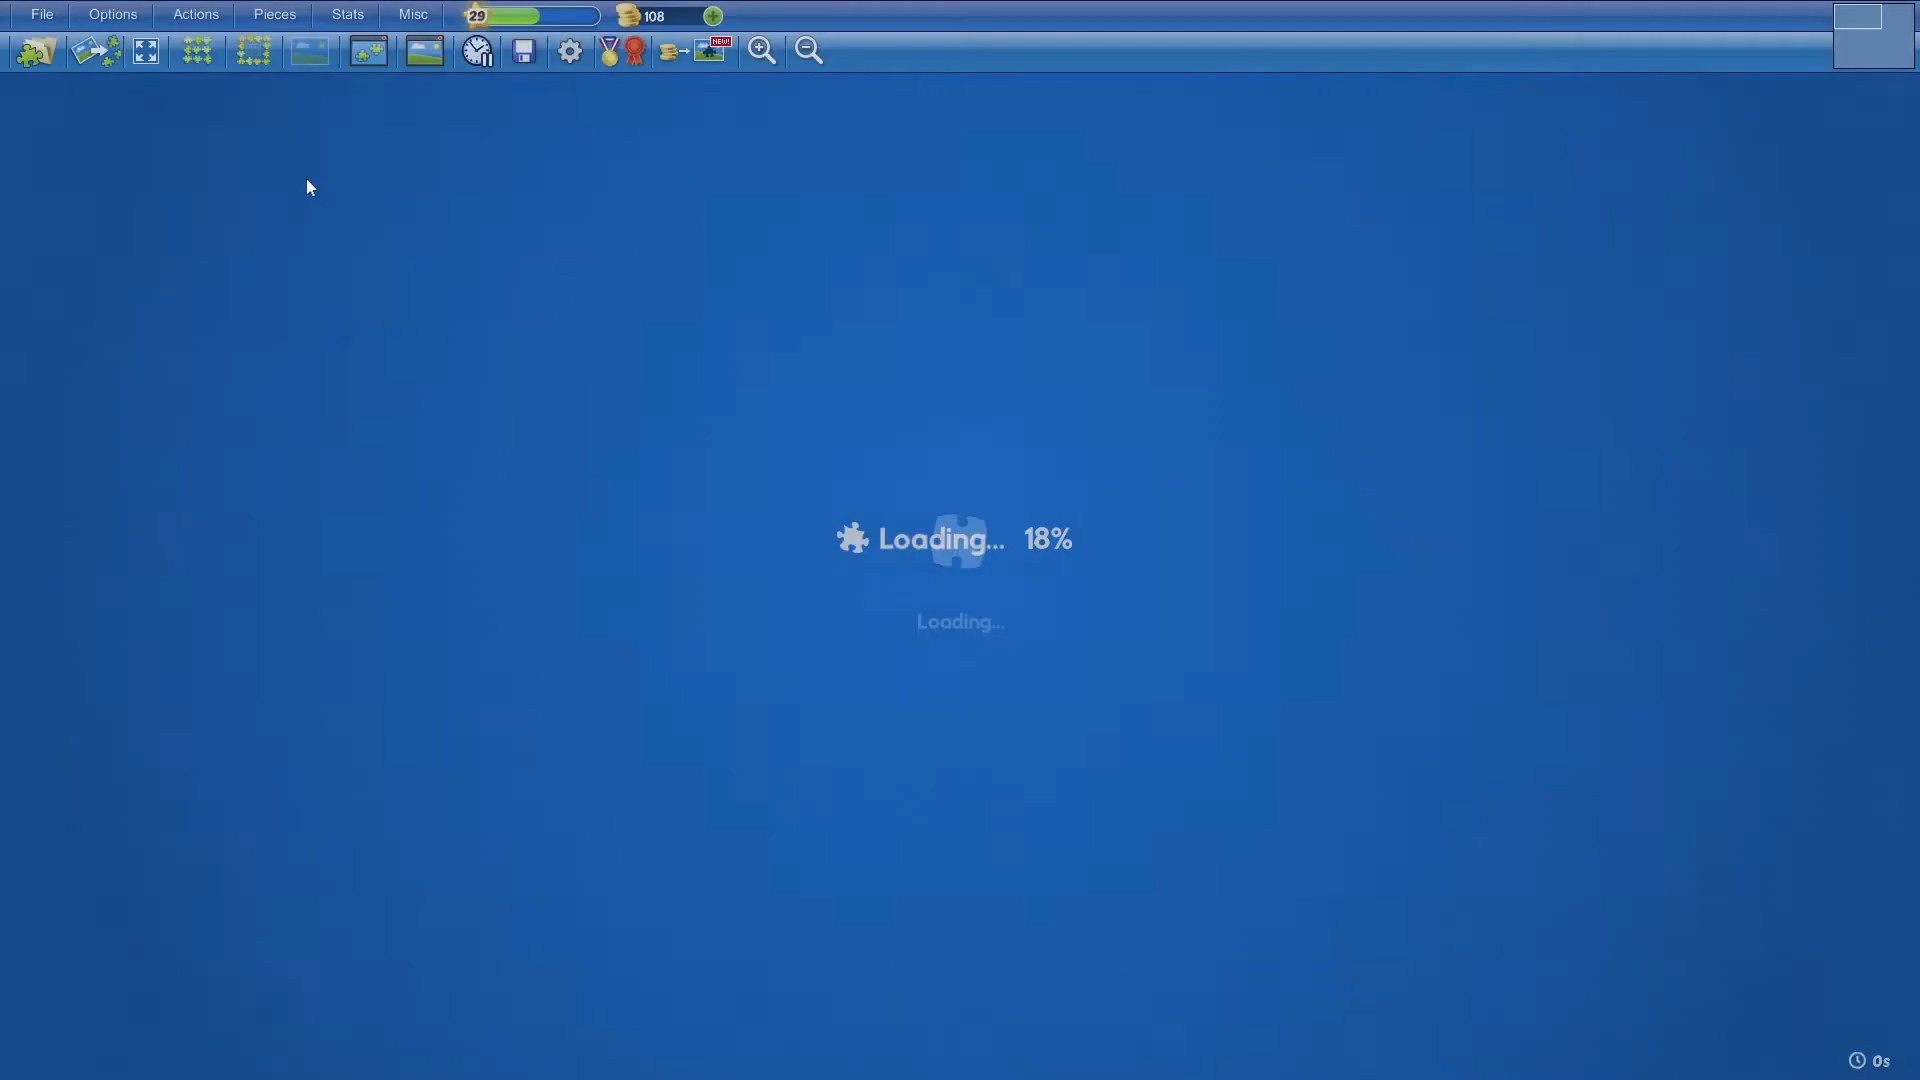 File Options Actions Pieces Stats Misc 29 108
NEW!
Loading... 18%
Loading...
0s